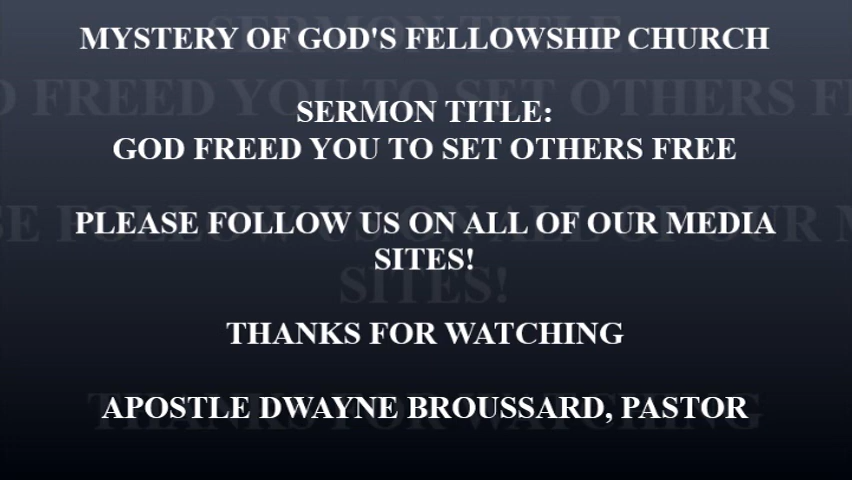 MYSTERY OF GOD'S FELLOWSHIP CHURCH
SERMON TITLE:
GOD FREED YOU TO SET OTHERS FREE
PLEASE FOLLOW US ON ALL OF OUR MEDIA
SITES!
THANKS FOR WATCHING
APOSTLE DWAYNE BROUSSARD, PASTOR